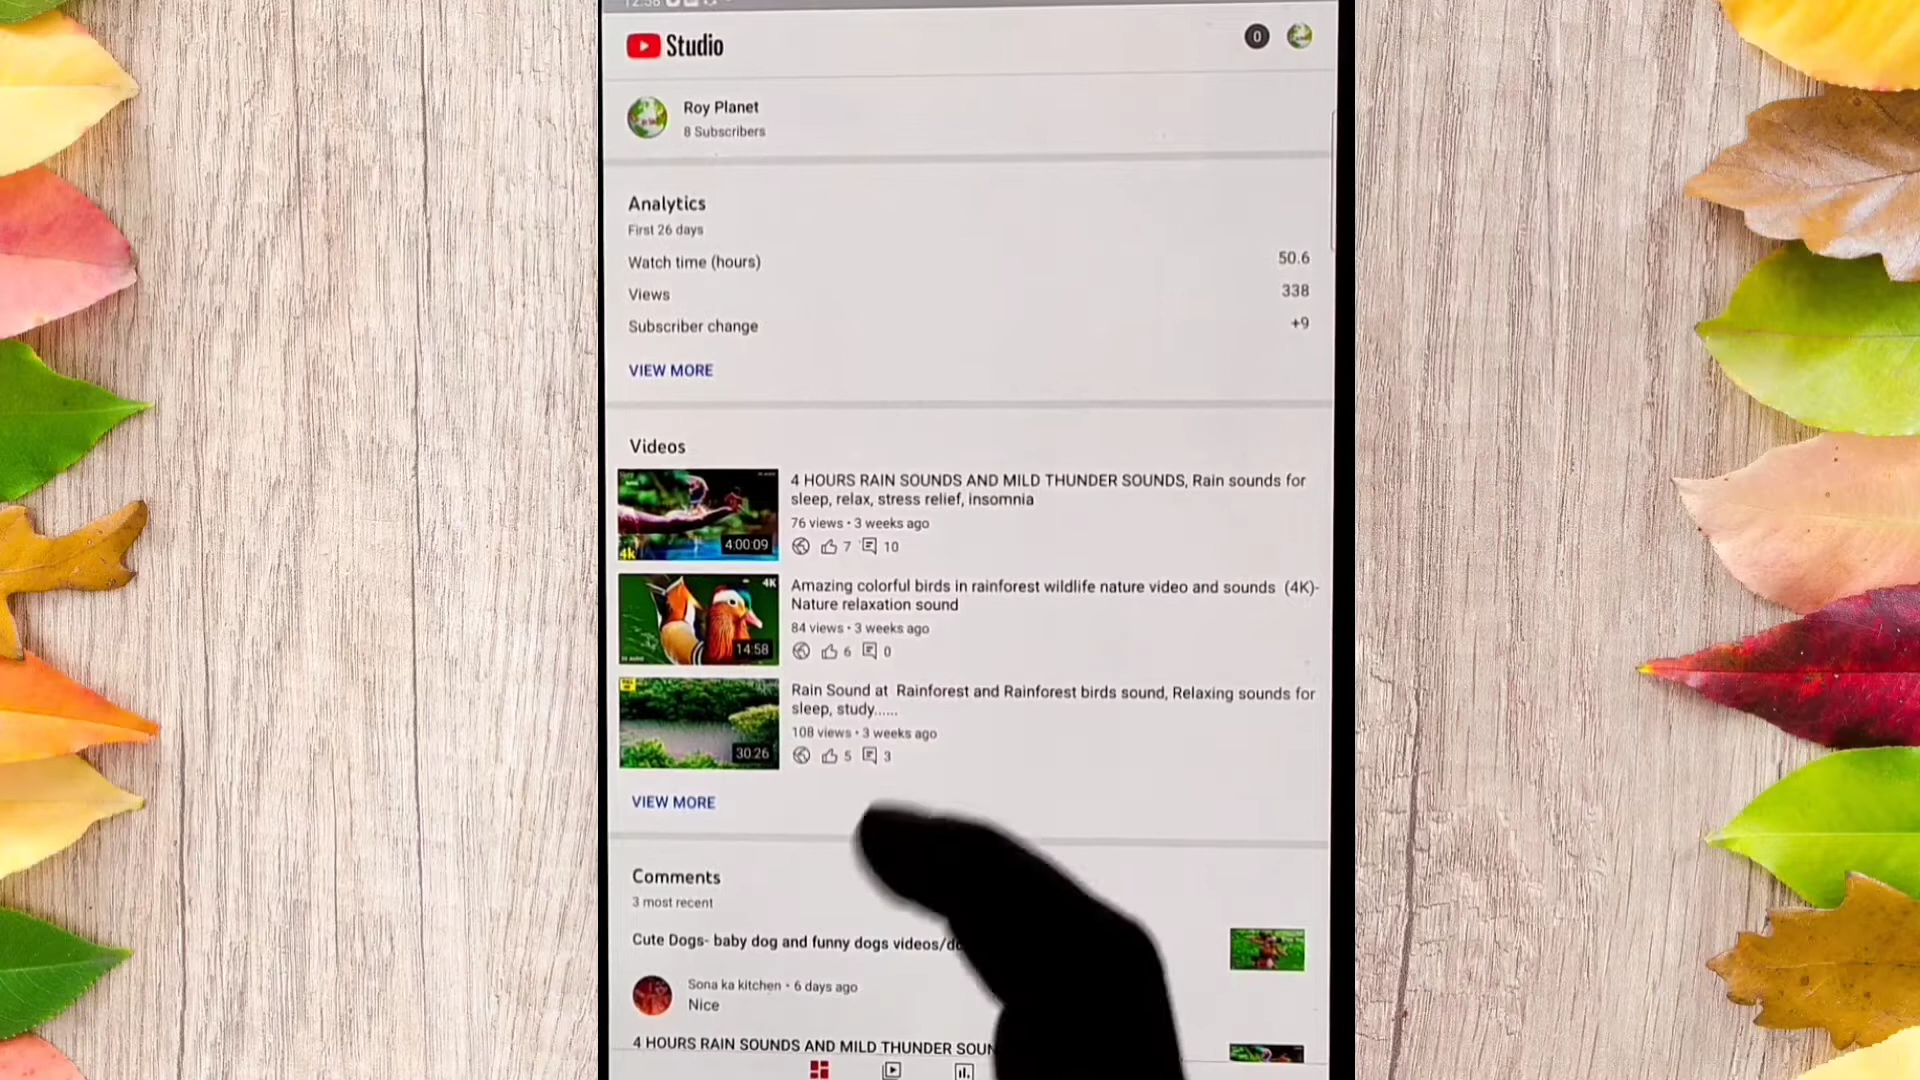 12:58
Studio
0
Roy Planet
8 Subscribers
Analytics
First 26 days
Watch time (hours) 50.6
Views 338
Subscriber change +9
VIEW MORE
Videos
4 HOURS RAIN SOUNDS AND MILD THUNDER SOUNDS, Rain sounds for
sleep, relax, stress relief, insomnia
76 views • 3 weeks ago
7 10
4k
4:00:09
Amazing colorful birds in rainforest wildlife nature video and sounds (4K)-
Nature relaxation sound
84 views • 3 weeks ago
6 0
4K
14:58
Rain Sound at Rainforest and Rainforest birds sound, Relaxing sounds for
sleep, study......
108 views • 3 weeks ago
5 3
30:26
VIEW MORE
Comments
3 most recent
Cute Dogs- baby dog and funny dogs videos/
Sona ka kitchen • 6 days ago
Nice
4 HOURS RAIN SOUNDS AND MILD THUNDER